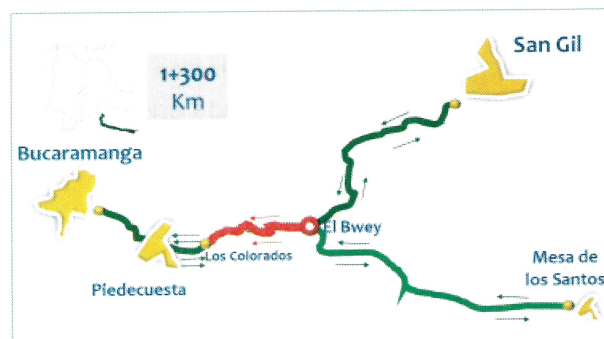 San Gil
1+300
Km
Bucaramanga
El Bwey
Los Colorados
Mesa de
los Santos
Piedecuesta